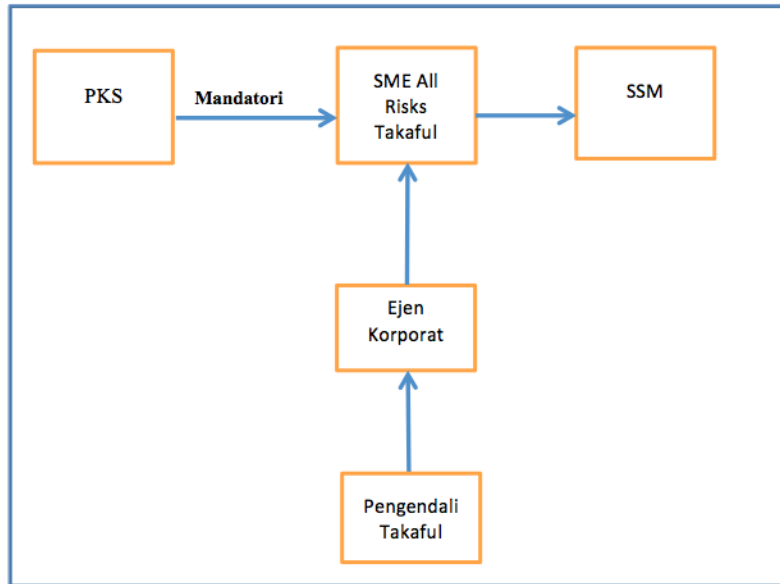 PKS
Mandatori
SME All
Risks
Takaful
SSM
Ejen
Korporat
Pengendali
Takaful